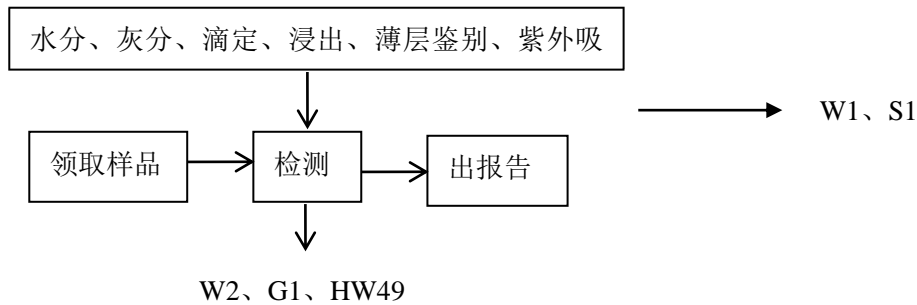 水分、灰分、滴定、浸出、薄层鉴别、紫外吸
W1、S1
领取样品
检测
出报告
W2、G1、HW49